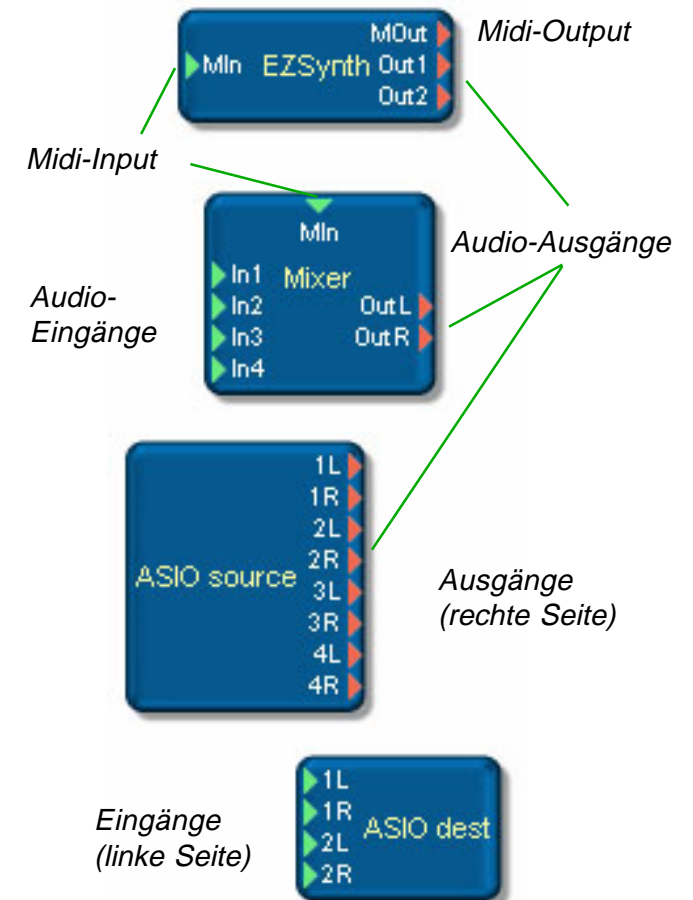 MOut
MIn EZSynth Out1
Out2
Midi-Output
Midi-Input
MIn
In1 Mixer
In2 OutL
In3 OutR
In4
Audio-Ausgänge
Audio-
Eingänge
1L
1R
2L
2R
ASIO source
3L
3R
4L
4R
Ausgänge
(rechte Seite)
1L
1R
ASIO dest
2L
2R
Eingänge
(linke Seite)